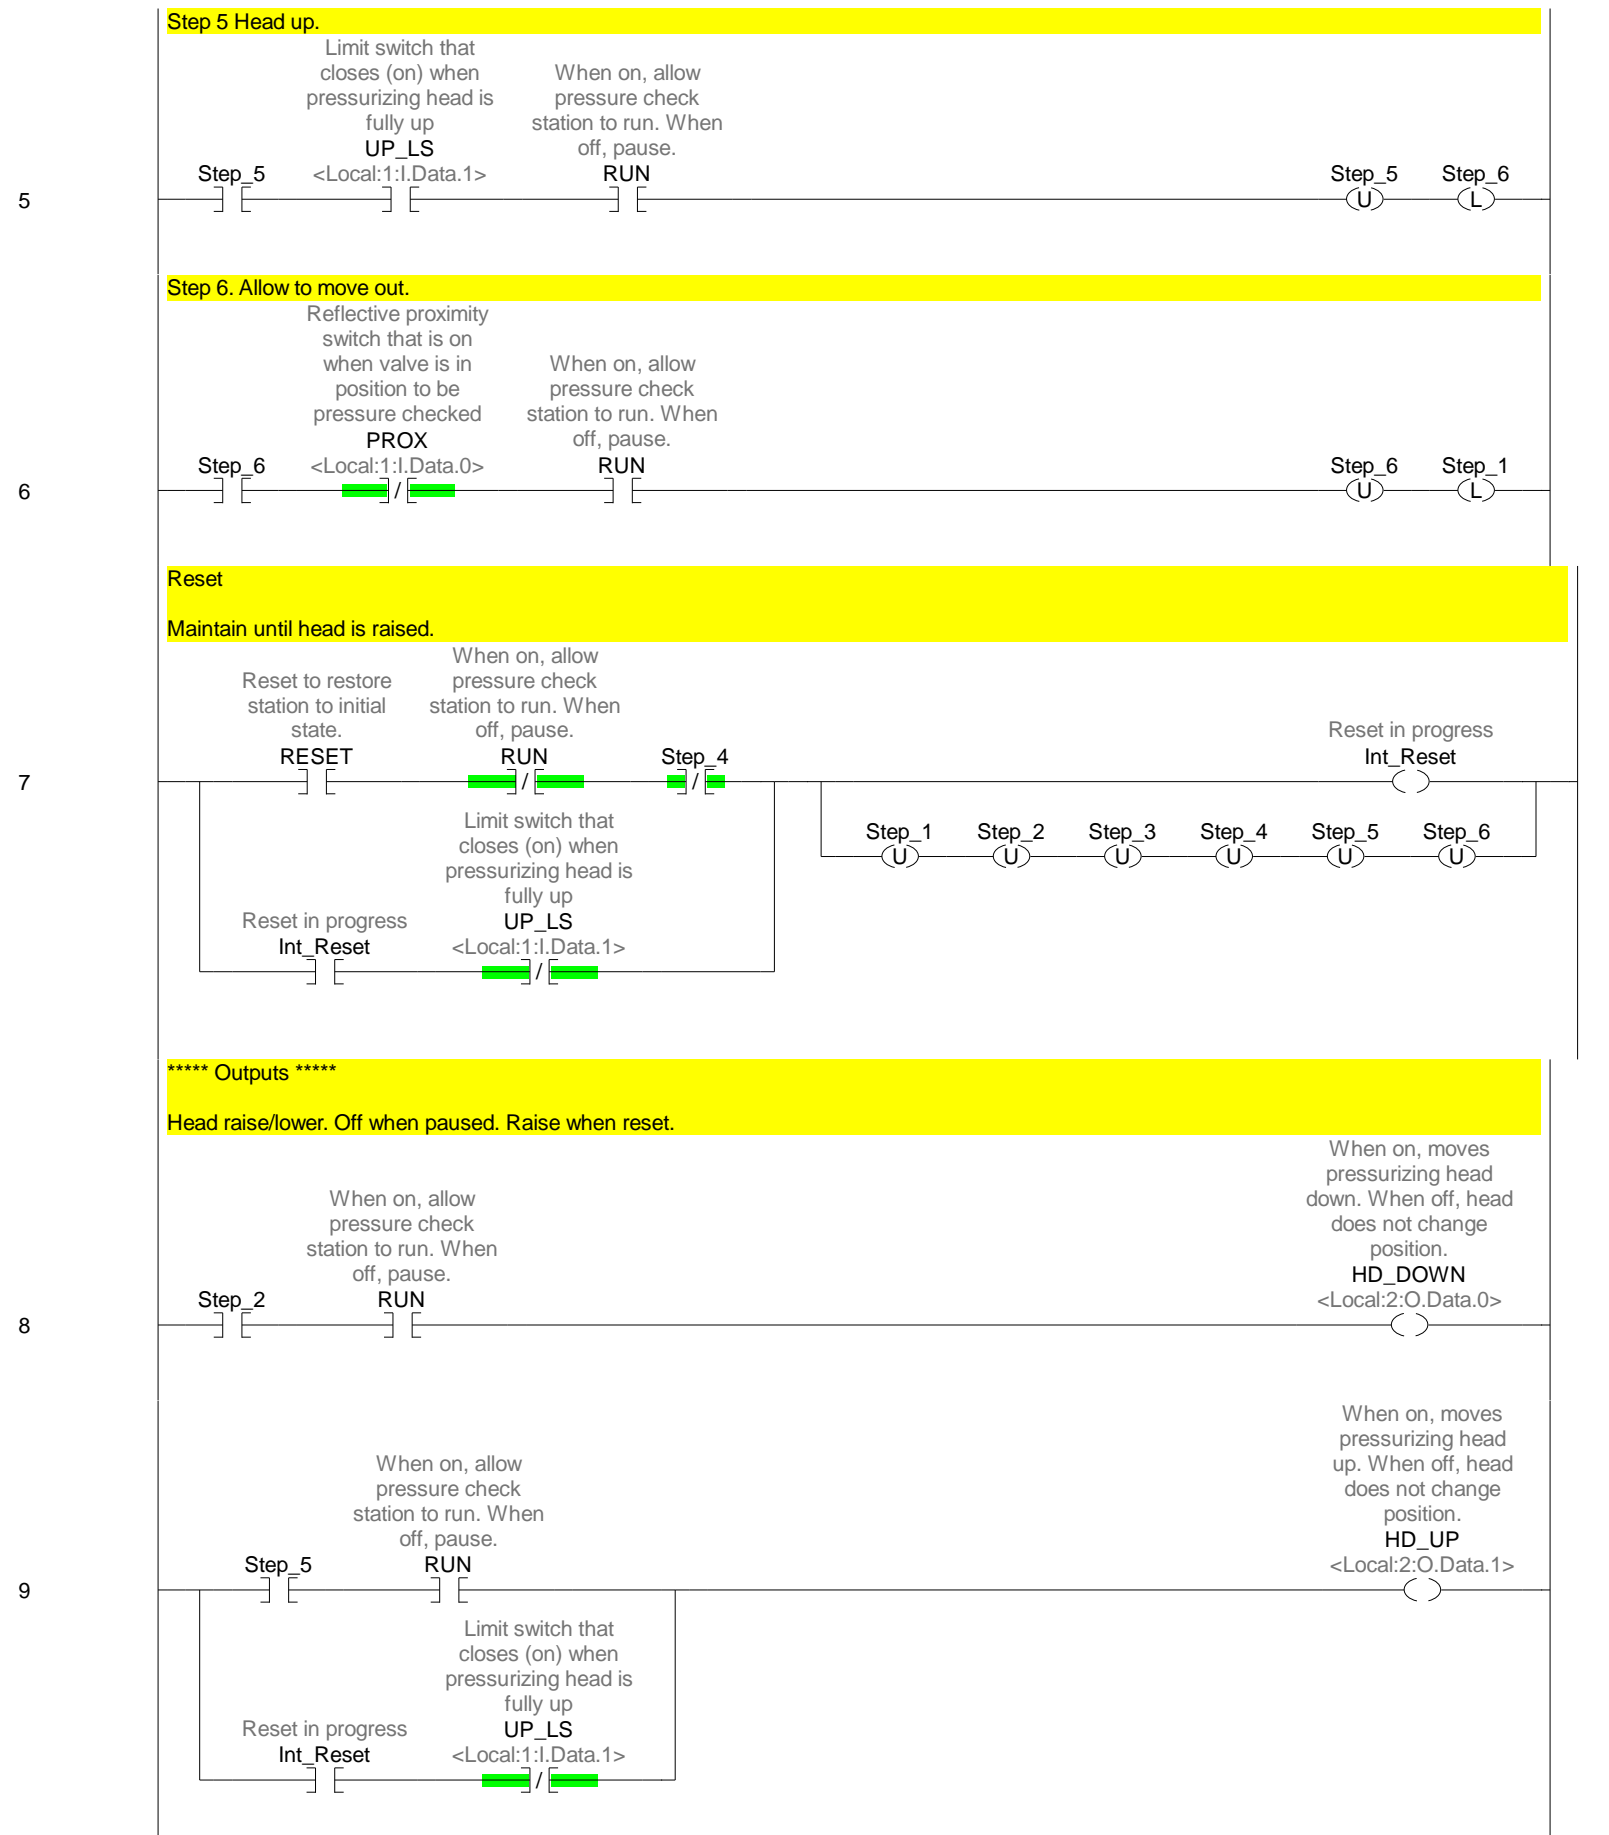 Step 5 Head up.
Limit switch that
closes (on) when
pressurizing head is
fully up
UP_LS
<Local:1:I.Data.1>
When on, allow
pressure check
station to run. When
off, pause.
RUN
Step_5
Step_5
Step_6
U
L
5
Step 6. Allow to move out.
Reflective proximity
switch that is on
when valve is in
position to be
pressure checked
PROX
<Local:1:I.Data.0>
When on, allow
pressure check
station to run. When
off, pause.
RUN
Step_6
Step_6
Step_1
/
U
L
6
Reset
Maintain until head is raised.
Reset to restore
station to initial
state.
RESET
When on, allow
pressure check
station to run. When
off, pause.
RUN
Step_4
Reset in progress
Int_Reset
/
/
7
Step_1
Step_2
Step_3
Step_4
Step_5
Step_6
U
U
U
U
U
U
Reset in progress
Int_Reset
Limit switch that
closes (on) when
pressurizing head is
fully up
UP_LS
<Local:1:I.Data.1>
/
***** Outputs *****
Head raise/lower. Off when paused. Raise when reset.
Step_2
When on, allow
pressure check
station to run. When
off, pause.
RUN
When on, moves
pressurizing head
down. When off, head
does not change
position.
HD_DOWN
<Local:2:O.Data.0>
8
Step_5
When on, allow
pressure check
station to run. When
off, pause.
RUN
When on, moves
pressurizing head
up. When off, head
does not change
position.
HD_UP
<Local:2:O.Data.1>
9
Reset in progress
Int_Reset
Limit switch that
closes (on) when
pressurizing head is
fully up
UP_LS
<Local:1:I.Data.1>
/